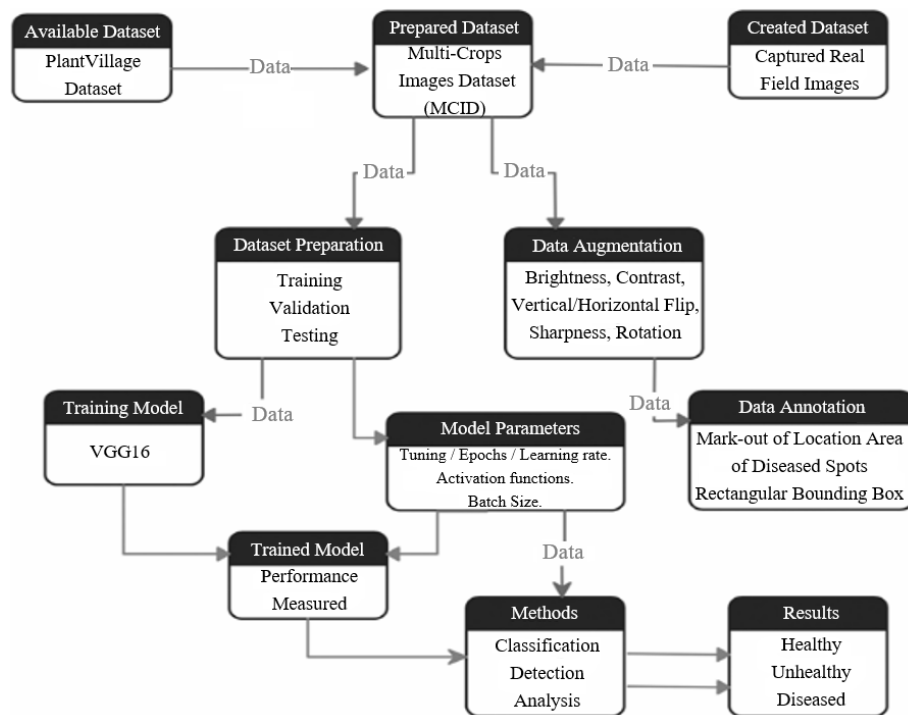 Available Dataset
PlantVillage
Dataset
Data
Prepared Dataset
Multi-Crops
Images Dataset
(MCID)
Data
Created Dataset
Captured Real
Field Images
Data
Data
Dataset Preparation
Training
Validation
Testing
Data Augmentation
Brightness, Contrast,
Vertical/Horizontal Flip,
Sharpness, Rotation
Training Model
VGG16
Data
Model Parameters
Tuning / Epochs / Learning rate.
Activation functions.
Batch Size.
Data
Data Annotation
Mark-out of Location Area
of Diseased Spots
Rectangular Bounding Box
Trained Model
Performance
Measured
Data
Methods
Classification
Detection
Analysis
Results
Healthy
Unhealthy
Diseased